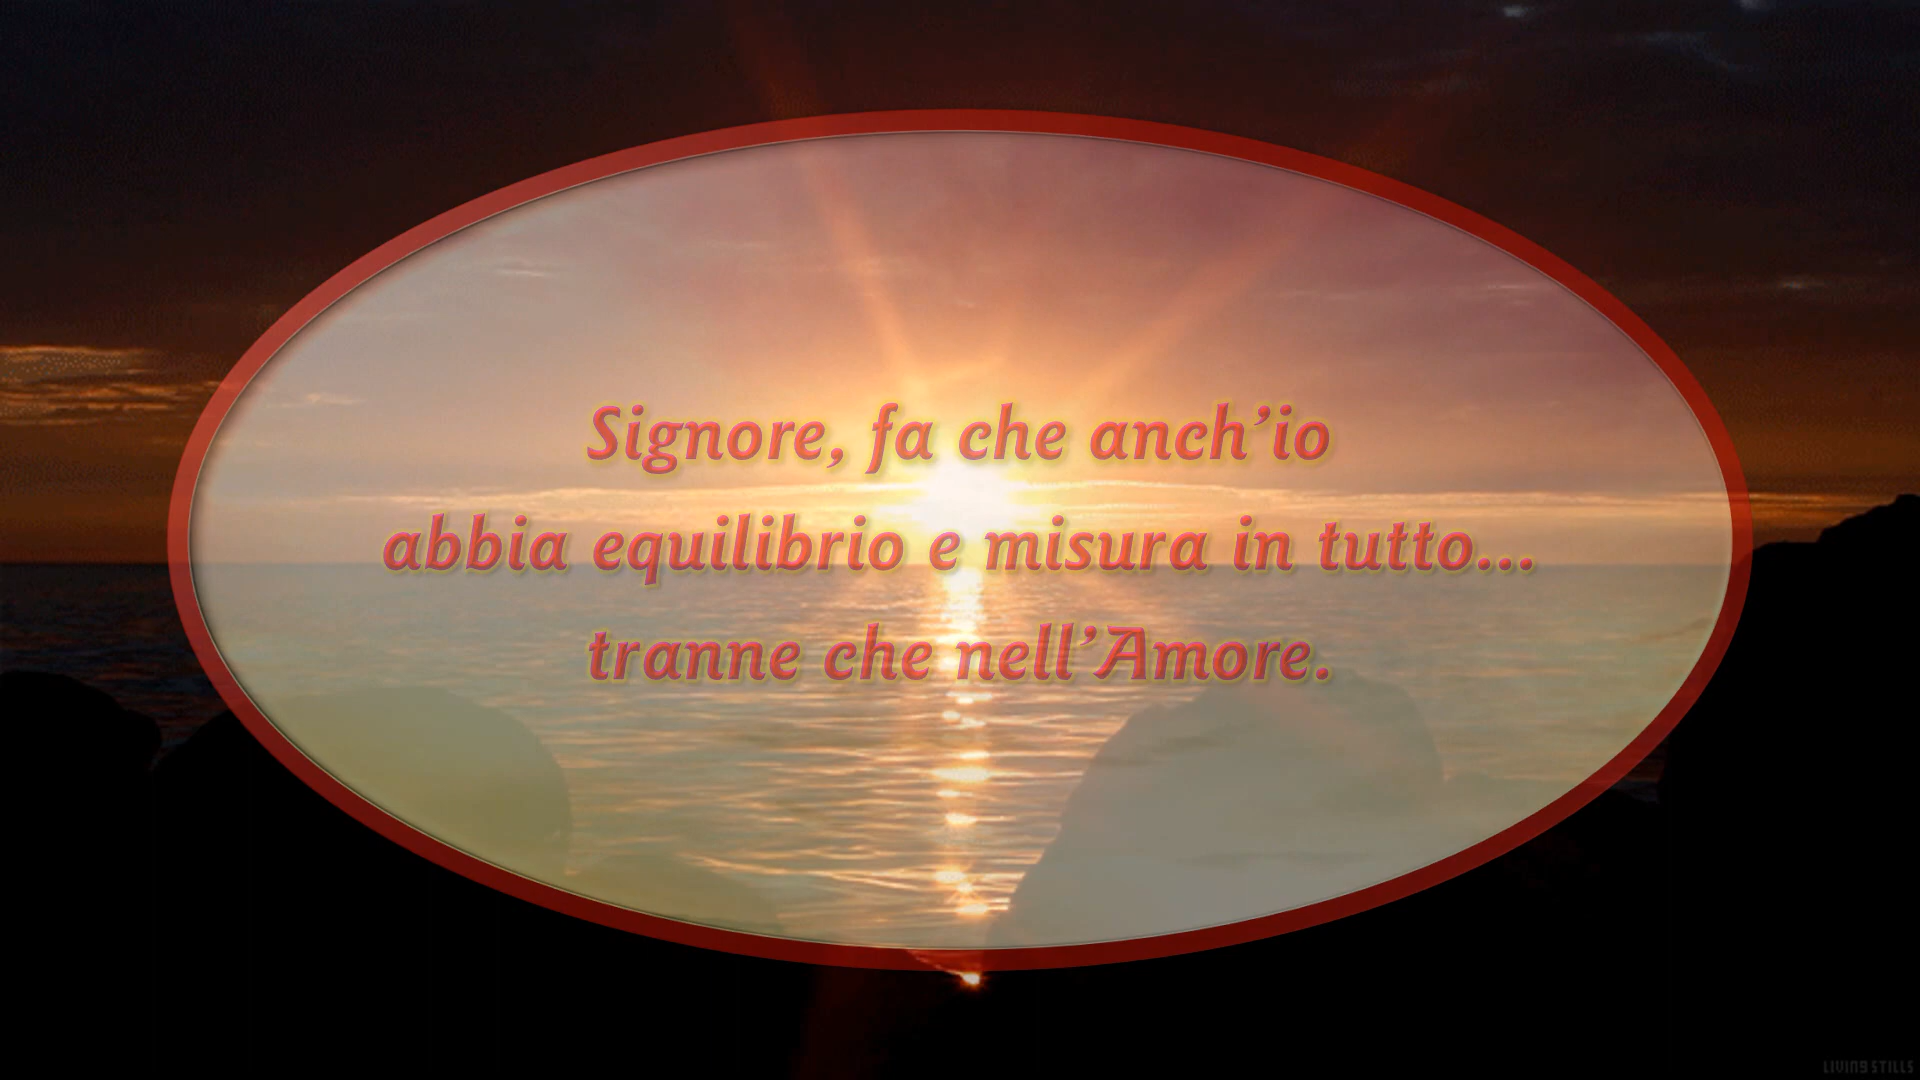 Signore, fa che anch’io
abbia equilibrio e misura in tutto...
tranne che nell’Amore.
LIVING STILLS